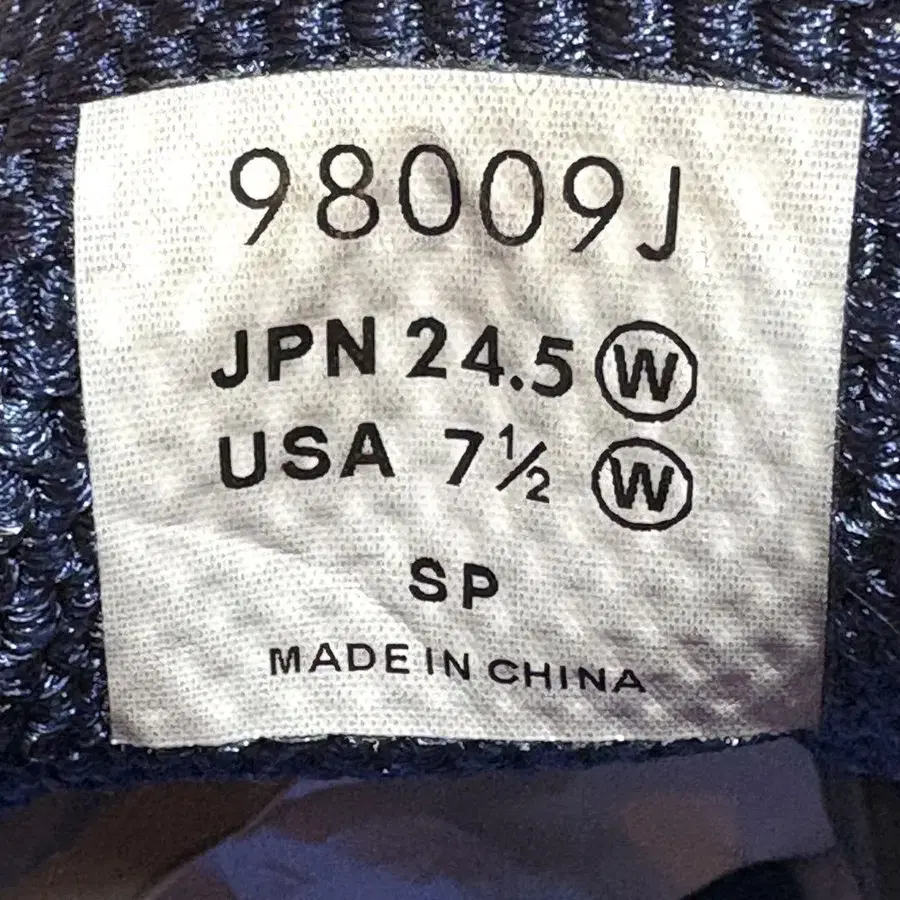 98009J
JPN 24.5 Ⓦ
USA 7½ Ⓦ
SP
MADE IN CHINA